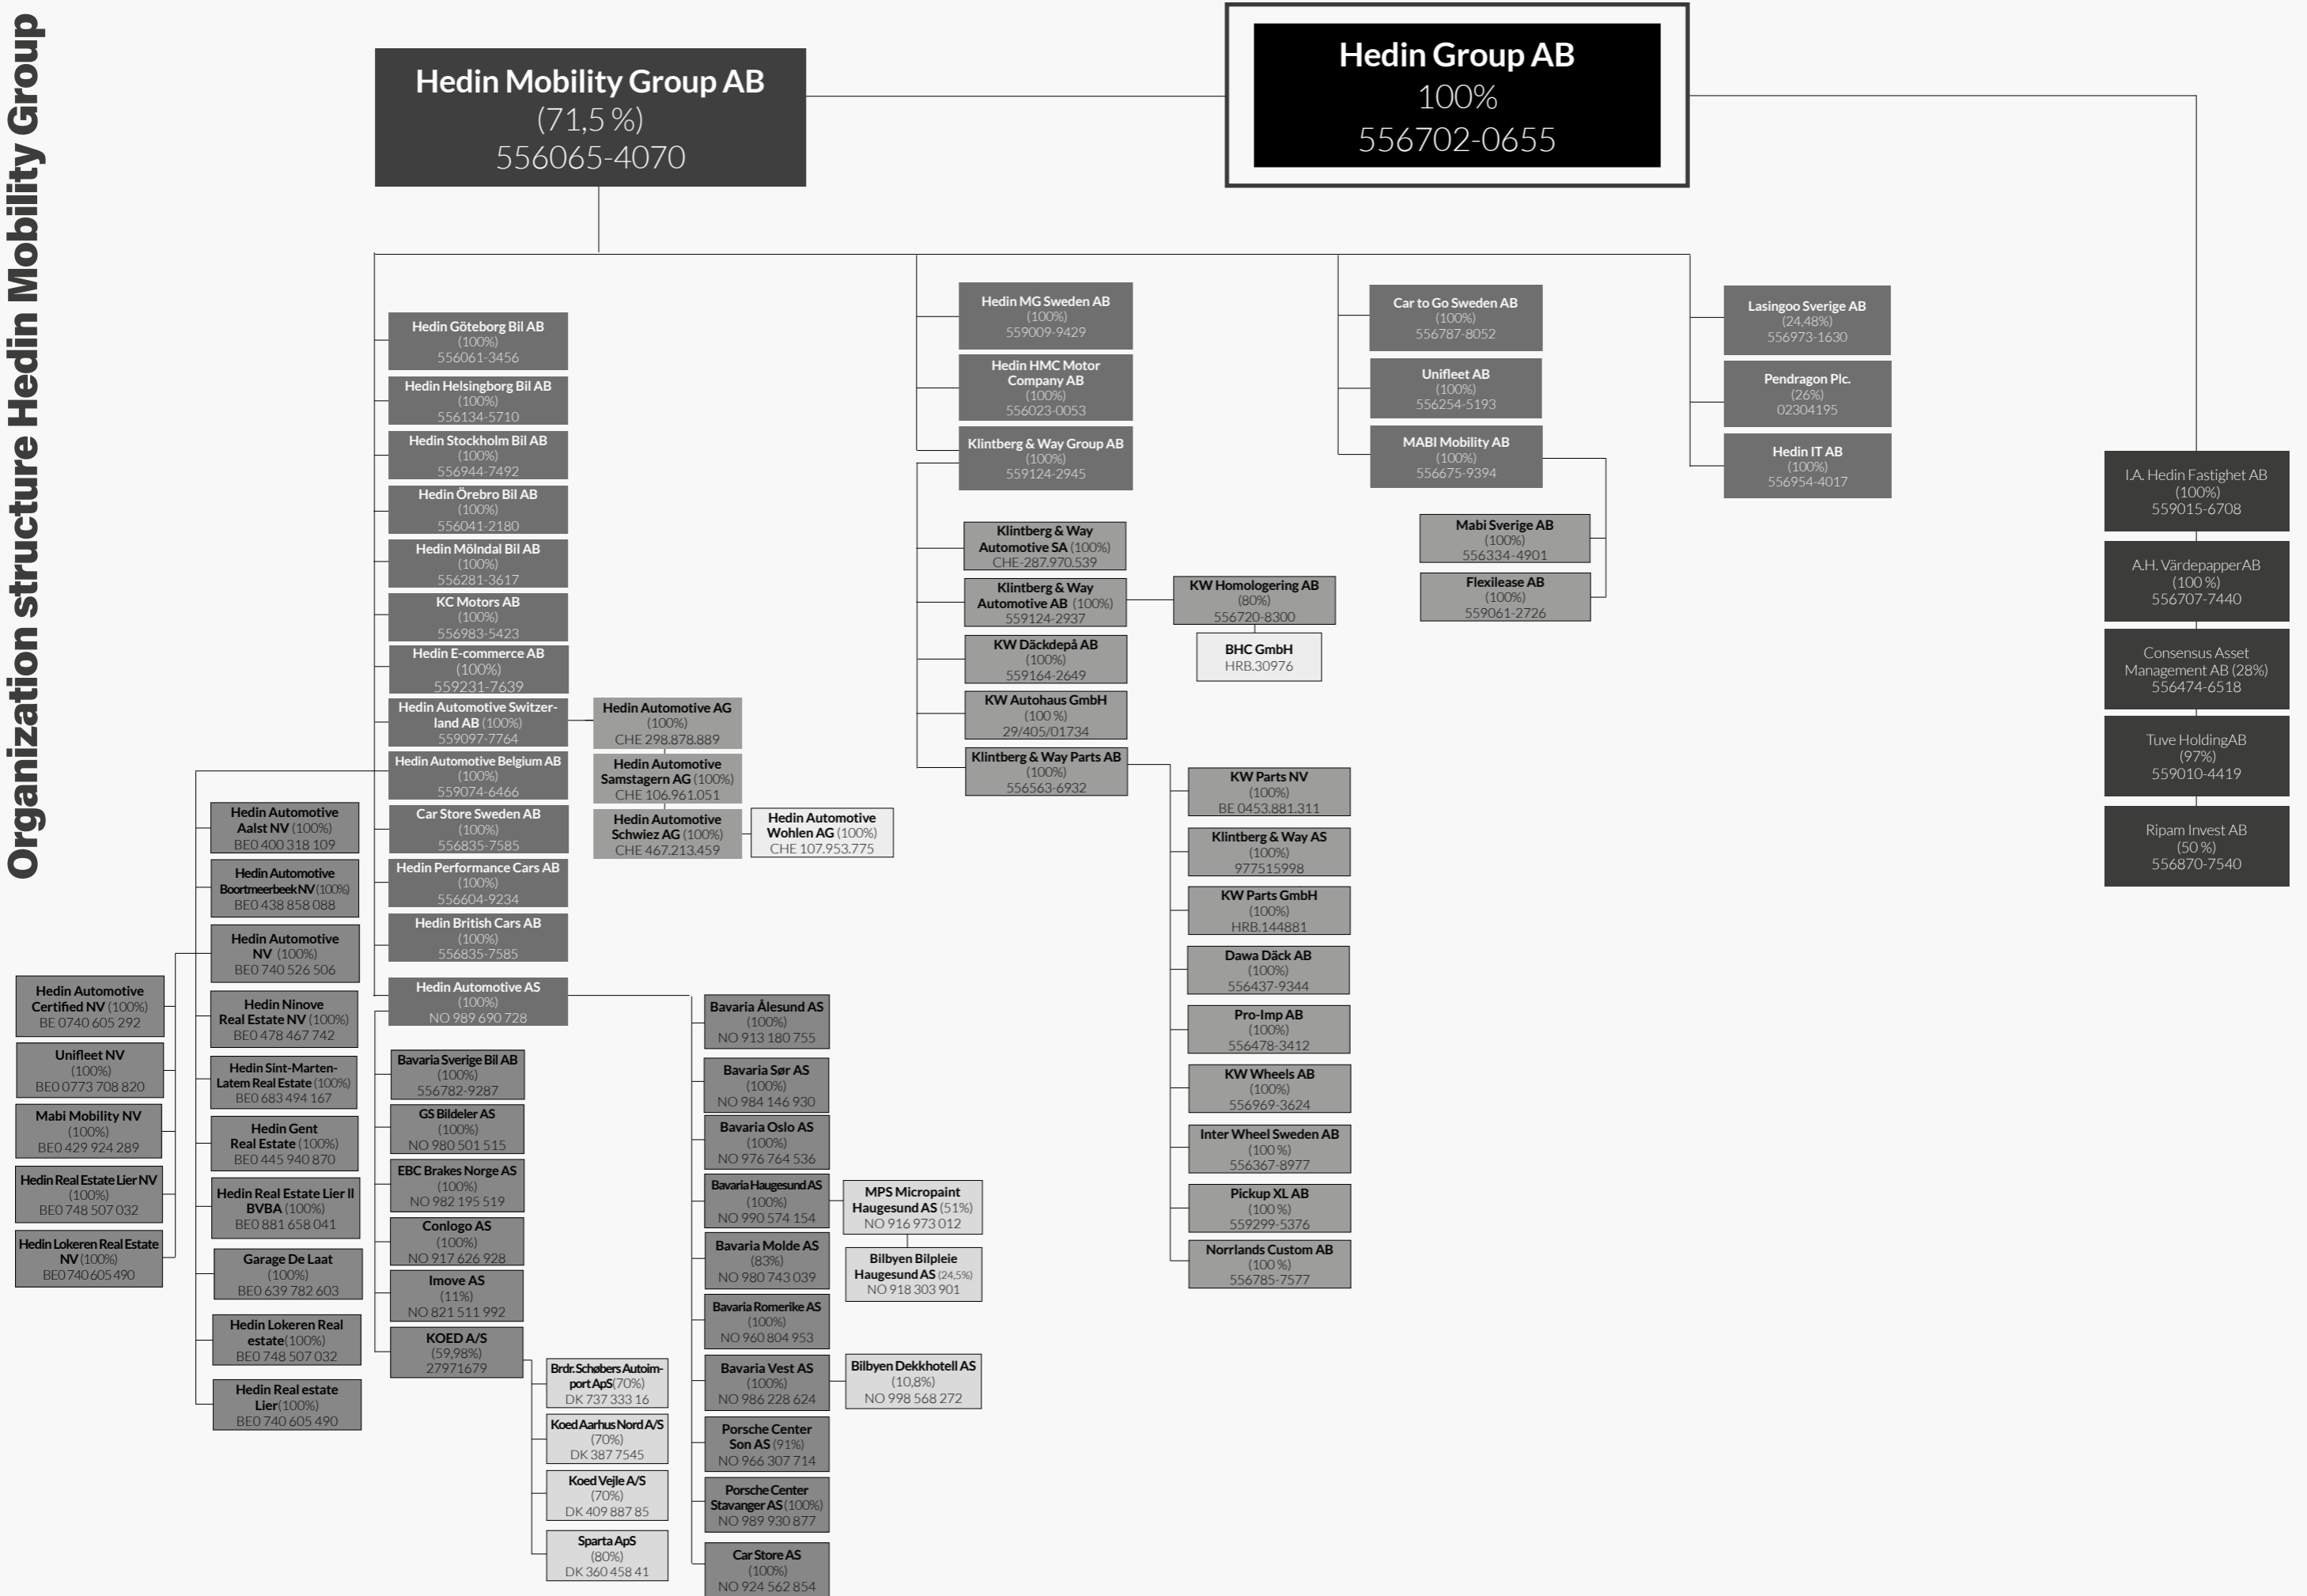 Organization structure Hedin Mobility Group
Hedin Mobility Group AB
(71,5 %)
556065-4070
Hedin Group AB
100%
556702-0655
Hedin Göteborg Bil AB
(100%)
556061-3456
Hedin Helsingborg Bil AB
(100%)
556134-5710
Hedin Stockholm Bil AB
(100%)
556944-7492
Hedin Örebro Bil AB
(100%)
556041-2180
Hedin Mölndal Bil AB
(100%)
556281-3617
KC Motors AB
(100%)
556983-5423
Hedin E-commerce AB
(100%)
559231-7639
Hedin Automotive Switzer-
land AB (100%)
559097-7764
Hedin Automotive Belgium AB
(100%)
559074-6466
Car Store Sweden AB
(100%)
556835-7585
Hedin Performance Cars AB
(100%)
556604-9234
Hedin British Cars AB
(100%)
556835-7585
Hedin Automotive AS
(100%)
NO 989 690 728
Hedin Automotive AG
(100%)
CHE 298.878.889
Hedin Automotive
Samstagern AG (100%)
CHE 106.961.051
Hedin Automotive
Schwiez AG (100%)
CHE 467.213.459
Hedin Automotive
Wohlen AG (100%)
CHE 107.953.775
Hedin Automotive
Aalst NV (100%)
BE0 400 318 109
Hedin Automotive
Boortmeerbeek NV (100%)
BE0 438 858 088
Hedin Automotive
NV (100%)
BE0 740 526 506
Hedin Ninove
Real Estate NV (100%)
BE0 478 467 742
Hedin Sint-Marten-
Latem Real Estate (100%)
BE0 683 494 167
Hedin Gent
Real Estate (100%)
BE0 445 940 870
Hedin Real Estate Lier II
BVBA (100%)
BE0 881 658 041
Garage De Laat
(100%)
BE0 639 782 603
Hedin Lokeren Real
estate(100%)
BE0 748 507 032
Hedin Real estate
Lier(100%)
BE0 740 605 490
Hedin Automotive
Certified NV (100%)
BE 0740 605 292
Unifleet NV
(100%)
BE0 0773 708 820
Mabi Mobility NV
(100%)
BE0 429 924 289
Hedin Real Estate Lier NV
(100%)
BE0 748 507 032
Hedin Lokeren Real Estate
NV (100%)
BE0 740 605 490
Bavaria Sverige Bil AB
(100%)
556782-9287
GS Bildeler AS
(100%)
NO 980 501 515
EBC Brakes Norge AS
(100%)
NO 982 195 519
Conlogo AS
(100%)
NO 917 626 928
Imove AS
(11%)
NO 821 511 992
KOED A/S
(59,98%)
27971679
Brdr. Schøbers Autoim-
port ApS(70%)
DK 737 333 16
Koed Aarhus Nord A/S
(70%)
DK 387 7545
Koed Vejle A/S
(70%)
DK 409 887 85
Sparta ApS
(80%)
DK 360 458 41
Bavaria Ålesund AS
(100%)
NO 913 180 755
Bavaria Sør AS
(100%)
NO 984 146 930
Bavaria Oslo AS
(100%)
NO 976 764 536
Bavaria Haugesund AS
(100%)
NO 990 574 154
Bavaria Molde AS
(83%)
NO 980 743 039
Bavaria Romerike AS
(100%)
NO 960 804 953
Bavaria Vest AS
(100%)
NO 986 228 624
Porsche Center
Son AS (91%)
NO 966 307 714
Porsche Center
Stavanger AS (100%)
NO 989 930 877
Car Store AS
(100%)
NO 924 562 854
MPS Micropaint
Haugesund AS (51%)
NO 916 973 012
Bilbyen Bilpleie
Haugesund AS (24,5%)
NO 918 303 901
Bilbyen Dekkhotell AS
(10,8%)
NO 998 568 272
Hedin MG Sweden AB
(100%)
559009-9429
Hedin HMC Motor
Company AB
(100%)
556023-0053
Klintberg & Way Group AB
(100%)
559124-2945
Klintberg & Way
Automotive SA (100%)
CHE-287.970.539
Klintberg & Way
Automotive AB (100%)
559124-2937
KW Däckdepå AB
(100%)
559164-2649
KW Autohaus GmbH
(100 %)
29/405/01734
Klintberg & Way Parts AB
(100%)
556563-6932
KW Homologering AB
(80%)
556720-8300
BHC GmbH
HRB.30976
KW Parts NV
(100%)
BE 0453.881.311
Klintberg & Way AS
(100%)
977515998
KW Parts GmbH
(100%)
HRB.144881
Dawa Däck AB
(100%)
556437-9344
Pro-Imp AB
(100%)
556478-3412
KW Wheels AB
(100%)
556969-3624
Inter Wheel Sweden AB
(100 %)
556367-8977
Pickup XL AB
(100 %)
559299-5376
Norrlands Custom AB
(100 %)
556785-7577
Car to Go Sweden AB
(100%)
556787-8052
Unifleet AB
(100%)
556254-5193
MABI Mobility AB
(100%)
556675-9394
Mabi Sverige AB
(100%)
556334-4901
Flexilease AB
(100%)
559061-2726
Lasingoo Sverige AB
(24,48%)
556973-1630
Pendragon Plc.
(26%)
02304195
Hedin IT AB
(100%)
556954-4017
I.A. Hedin Fastighet AB
(100%)
559015-6708
A.H. VärdepapperAB
(100 %)
556707-7440
Consensus Asset
Management AB (28%)
556474-6518
Tuve HoldingAB
(97%)
559010-4419
Ripam Invest AB
(50 %)
556870-7540